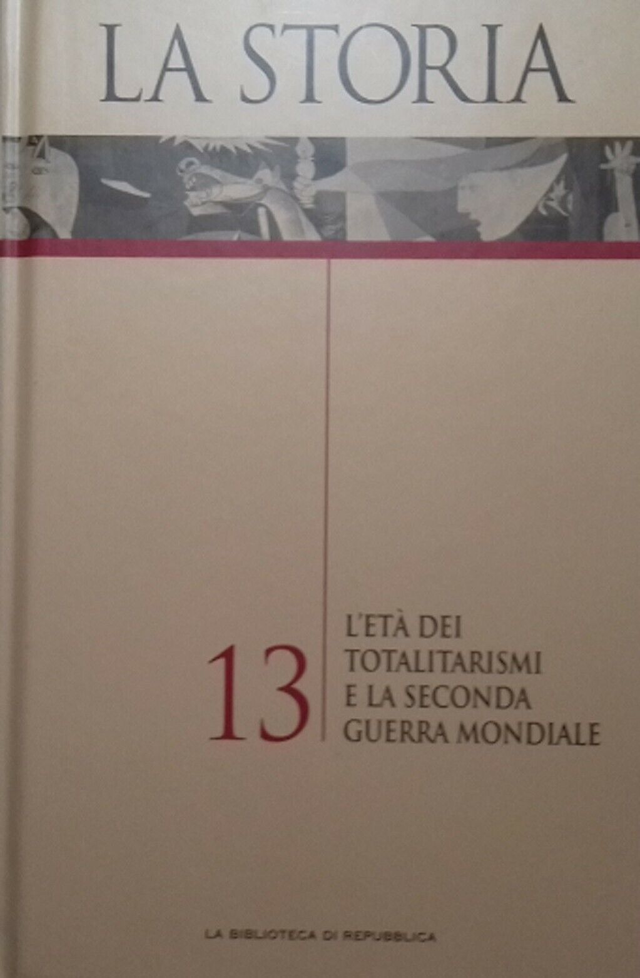 LA STORIA
13
L'ETÀ DEI
TOTALITARISMI
E LA SECONDA
GUERRA MONDIALE
LA BIBLIOTECA DI REPUBBLICA